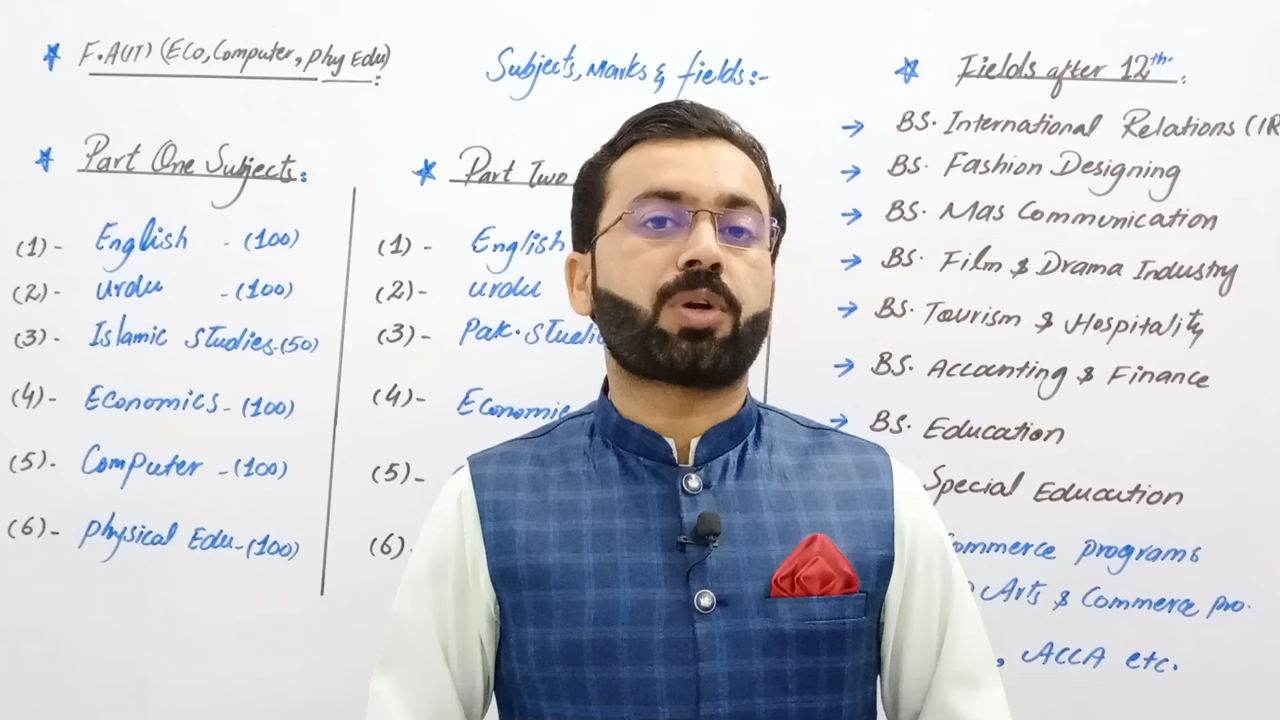 * F.A(IT) (Eco, Computer, Phy Edu):
Subjects, Marks & fields:-
* Part One Subjects:
(1)- English - (100)
(2)- Urdu - (100)
(3)- Islamic Studies.(50)
(4)- Economics - (100)
(5)- Computer - (100)
(6)- Physical Edu - (100)
* Part Two
(1)- English
(2)- Urdu
(3)- Pak. Studie
(4)- Economic
(5)-
(6)-
* Fields after 12th.:
→ BS. International Relations (IR
→ BS. Fashion Designing
→ BS. Mas Communication
→ BS. Film & Drama Industry
→ BS. Tourism & Hospitality
→ BS. Accounting & Finance
→ BS. Education
Special Education
Commerce programs
Arts & Commerce pro.
, ACCA etc.